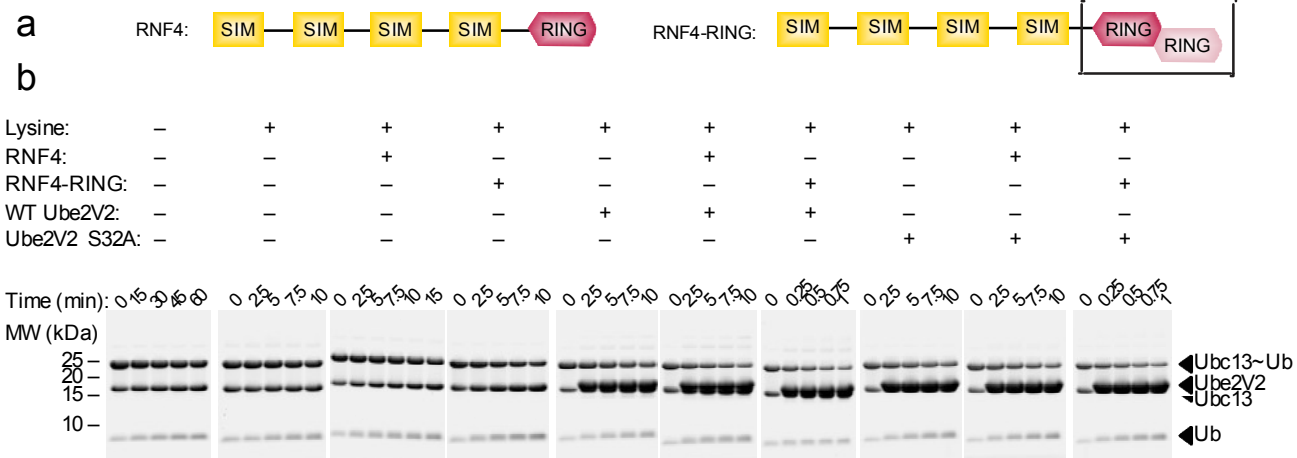 a
RNF4: SIM SIM SIM SIM RING
RNF4-RING: SIM SIM SIM SIM RING RING
b
Lysine: – + + + + + + + + +
RNF4: – – + – – + – – + –
RNF4-RING: – – – + – – + – – +
WT Ube2V2: – – – – + + + – – –
Ube2V2 S32A: – – – – – – – + + +
Time (min): 0 15 30 45 60 0 2.5 5 7.5 10 0 2.5 5 7.5 10 15 0 2.5 5 7.5 10 0 2.5 5 7.5 10 0 2.5 5 7.5 10 0 0.25 0.5 0.75 1 0 2.5 5 7.5 10 0 2.5 5 7.5 10 0 0.25 0.5 0.75 1
MW (kDa)
25 –
20 –
15 –
10 –
Ubc13~Ub
Ube2V2
Ubc13
Ub